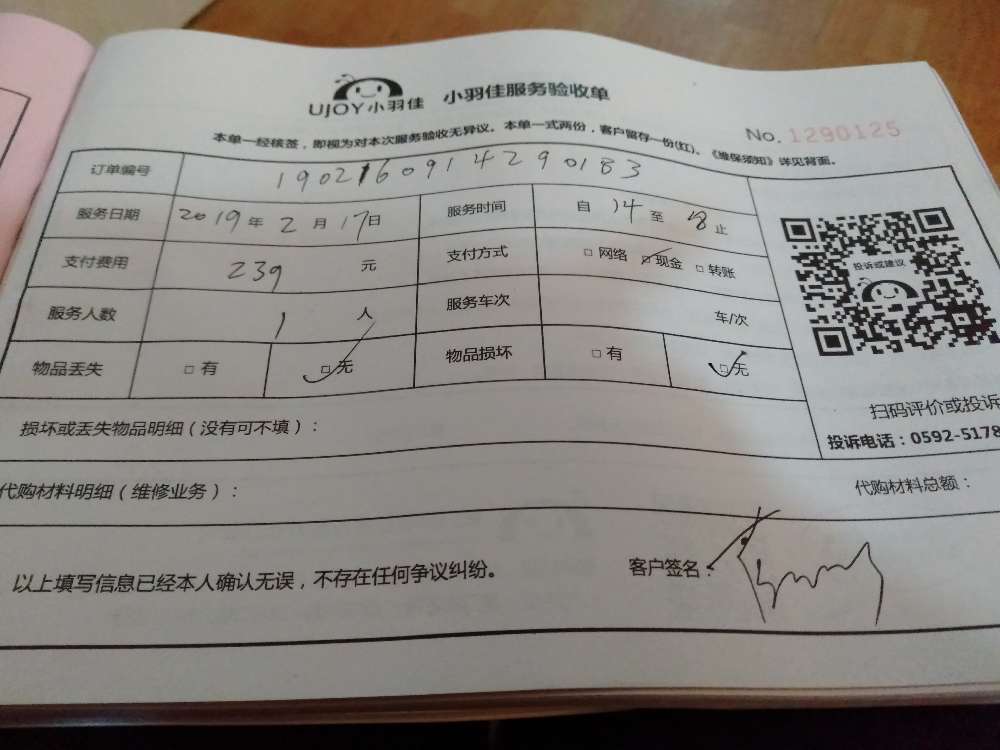 UJOY小羽佳 小羽佳服务验收单
No. 1290125
本单一经核签，即视为对本次服务验收无异议。本单一式两份，客户留存一份(红)、《维保须知》详见背面。
订单编号 190216091429 0183
服务日期 2019年2月17日 服务时间 自 14 至 18 止
支付费用 239 元 支付方式 □ 网络 ☑ 现金 □ 转账
服务人数 1 人 服务车次 车/次
物品丢失 □ 有 ☑ 无 物品损坏 □ 有 ☑ 无
投诉或建议
扫码评价或投诉
投诉电话：0592-5178
损坏或丢失物品明细（没有可不填）：
代购材料明细（维修业务）： 代购材料总额：
以上填写信息已经本人确认无误，不存在任何争议纠纷。 客户签名：